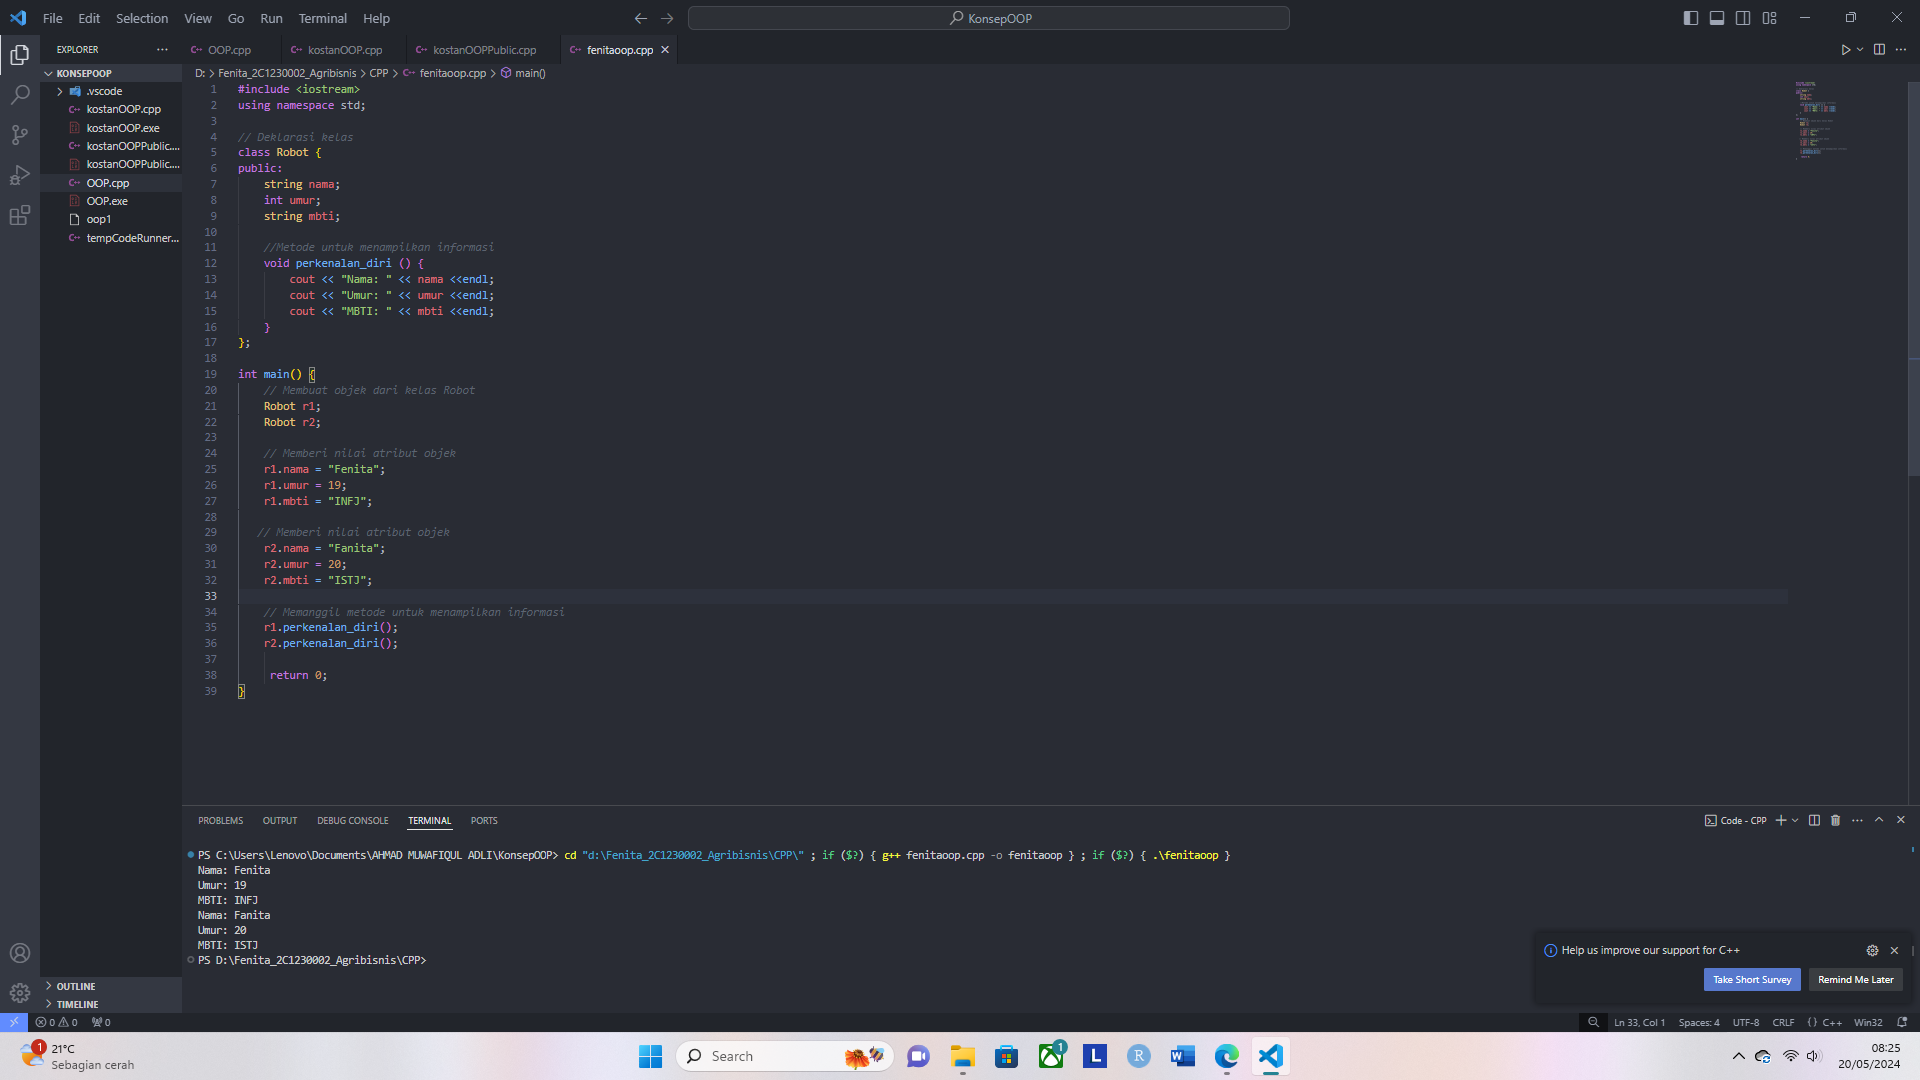 File Edit Selection View Go Run Terminal Help
KonsepOOP
EXPLORER
OOP.cpp
kostanOOP.cpp
kostanOOPPublic.cpp
fenitaoop.cpp
KONSEPOOP
.vscode
kostanOOP.cpp
kostanOOP.exe
kostanOOPPublic....
kostanOOPPublic....
OOP.cpp
OOP.exe
oop1
tempCodeRunner...
OUTLINE
TIMELINE
D: > Fenita_2C1230002_Agribisnis > CPP > fenitaoop.cpp > main()
1 #include <iostream>
2 using namespace std;
3
4 // Deklarasi kelas
5 class Robot {
6 public:
7 string nama;
8 int umur;
9 string mbti;
10
11 //Metode untuk menampilkan informasi
12 void perkenalan_diri () {
13 cout << "Nama: " << nama <<endl;
14 cout << "Umur: " << umur <<endl;
15 cout << "MBTI: " << mbti <<endl;
16 }
17 };
18
19 int main() {
20 // Membuat objek dari kelas Robot
21 Robot r1;
22 Robot r2;
23
24 // Memberi nilai atribut objek
25 r1.nama = "Fenita";
26 r1.umur = 19;
27 r1.mbti = "INFJ";
28
29 // Memberi nilai atribut objek
30 r2.nama = "Fanita";
31 r2.umur = 20;
32 r2.mbti = "ISTJ";
33
34 // Memanggil metode untuk menampilkan informasi
35 r1.perkenalan_diri();
36 r2.perkenalan_diri();
37
38 return 0;
39 }
PROBLEMS OUTPUT DEBUG CONSOLE TERMINAL PORTS
Code - CPP
PS C:\Users\Lenovo\Documents\AHMAD MUWAFIQUL ADLI\KonsepOOP> cd "d:\Fenita_2C1230002_Agribisnis\CPP\" ; if ($?) { g++ fenitaoop.cpp -o fenitaoop } ; if ($?) { .\fenitaoop }
Nama: Fenita
Umur: 19
MBTI: INFJ
Nama: Fanita
Umur: 20
MBTI: ISTJ
PS D:\Fenita_2C1230002_Agribisnis\CPP>
Help us improve our support for C++
Take Short Survey
Remind Me Later
0 0 0
Ln 33, Col 1 Spaces: 4 UTF-8 CRLF {} C++ Win32
1
21°C
Sebagian cerah
Search
1
L
R
W
08:25
20/05/2024